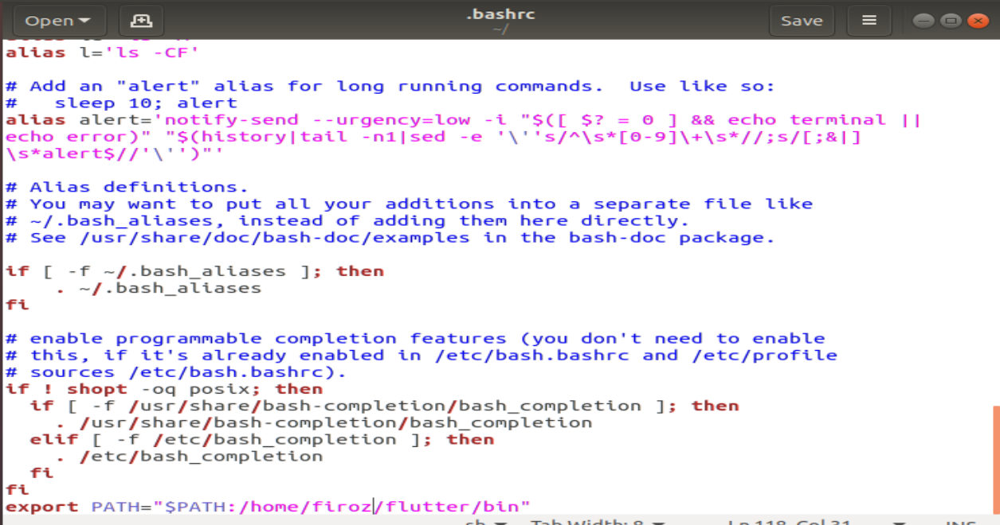 Open
.bashrc
~/
Save
alias l='ls -CF'
# Add an "alert" alias for long running commands.  Use like so:
#   sleep 10; alert
alias alert='notify-send --urgency=low -i "$([ $? = 0 ] && echo terminal ||
echo error)" "$(history|tail -n1|sed -e '\''s/^\s*[0-9]\+\s*//;s/[;&|]
\s*alert$//'\'')"'
# Alias definitions.
# You may want to put all your additions into a separate file like
# ~/.bash_aliases, instead of adding them here directly.
# See /usr/share/doc/bash-doc/examples in the bash-doc package.
if [ -f ~/.bash_aliases ]; then
    . ~/.bash_aliases
fi
# enable programmable completion features (you don't need to enable
# this, if it's already enabled in /etc/bash.bashrc and /etc/profile
# sources /etc/bash.bashrc).
if ! shopt -oq posix; then
  if [ -f /usr/share/bash-completion/bash_completion ]; then
    . /usr/share/bash-completion/bash_completion
  elif [ -f /etc/bash_completion ]; then
    . /etc/bash_completion
  fi
fi
export PATH="$PATH:/home/firoz/flutter/bin"
sh Tab Width: 8 Ln 118, Col 31 INS